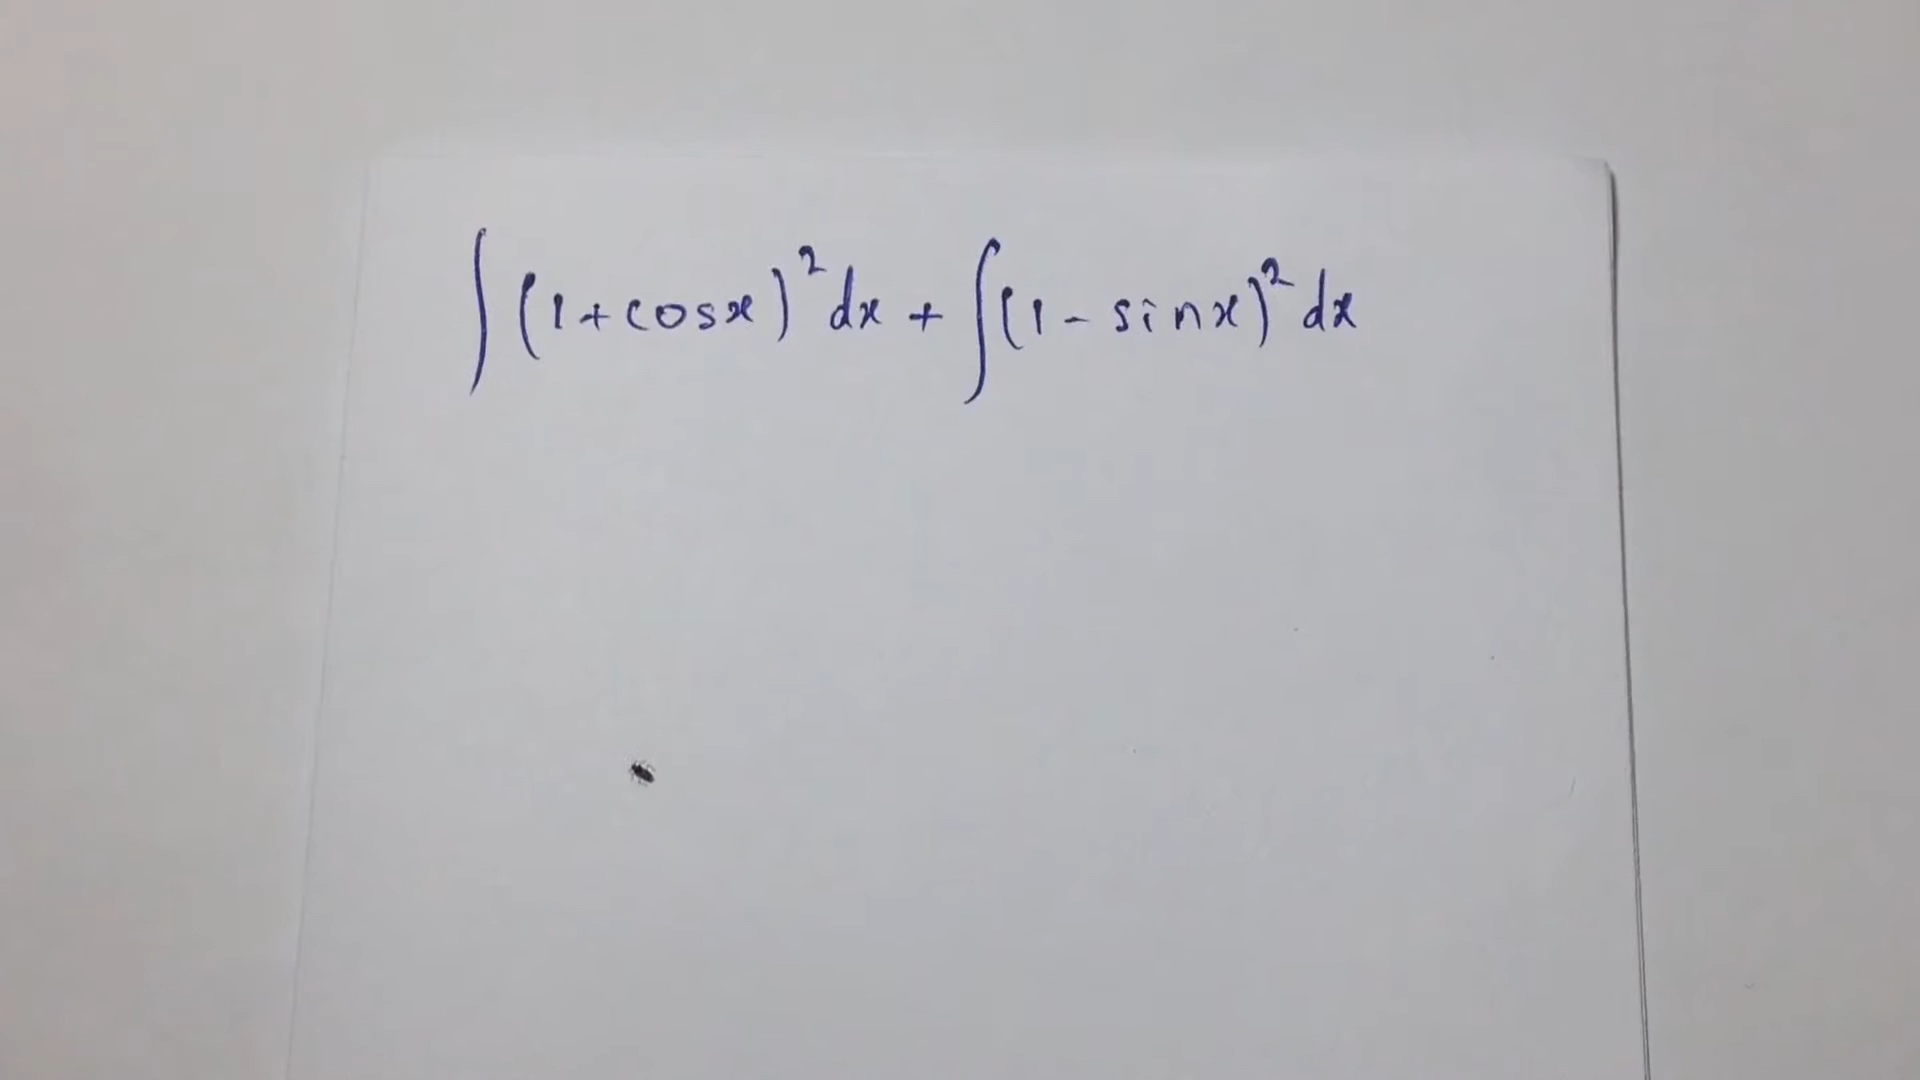 ∫(1+cosx)²dx + ∫(1-sinx)²dx